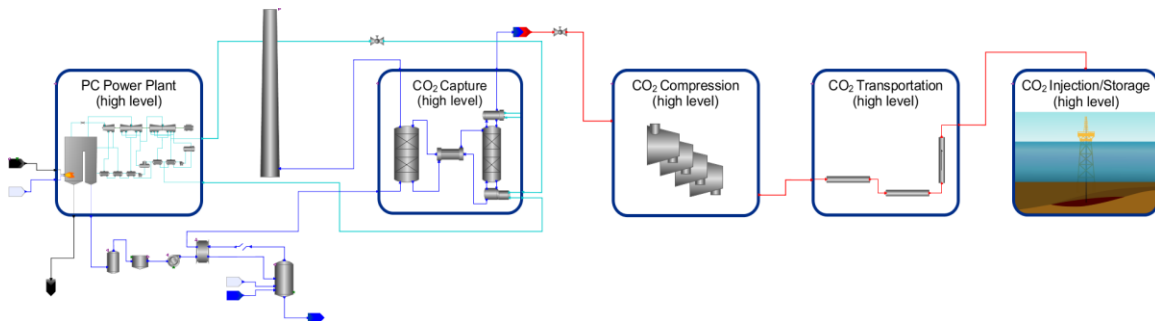 PC Power Plant
(high level)
CO₂ Capture
(high level)
CO₂ Compression
(high level)
CO₂ Transportation
(high level)
CO₂ Injection/Storage
(high level)